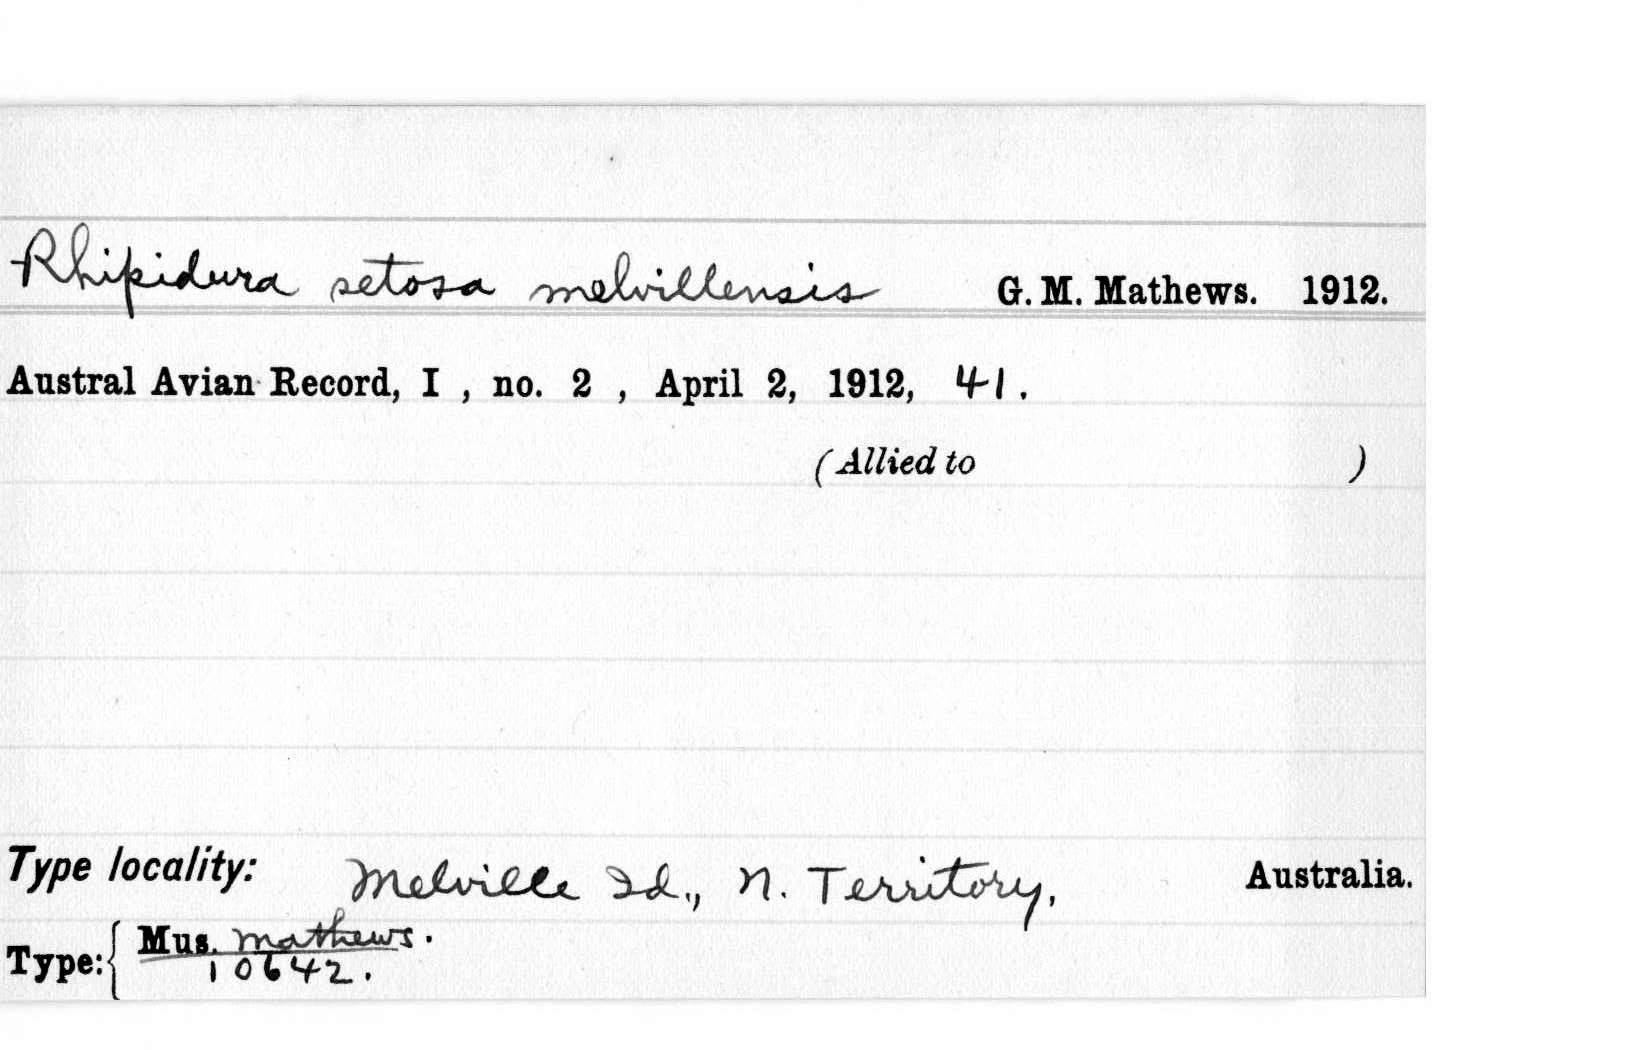 Rhipidura setosa melvillensis G. M. Mathews. 1912.
Austral Avian Record, I , no. 2 , April 2, 1912, 41.
(Allied to )
Type locality: Melville Id., N. Territory, Australia.
Type: { Mus. Mathews.
10642.